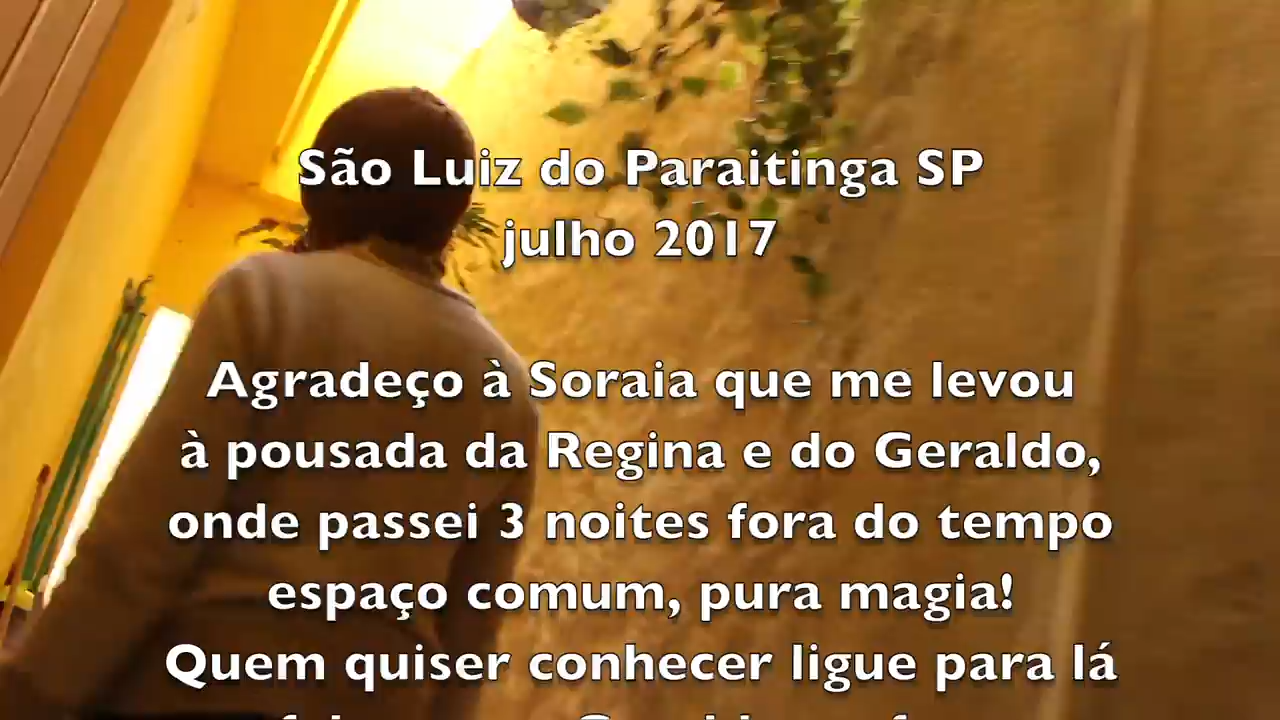 São Luiz do Paraitinga SP
julho 2017
Agradeço à Soraia que me levou
à pousada da Regina e do Geraldo,
onde passei 3 noites fora do tempo
espaço comum, pura magia!
Quem quiser conhecer ligue para lá